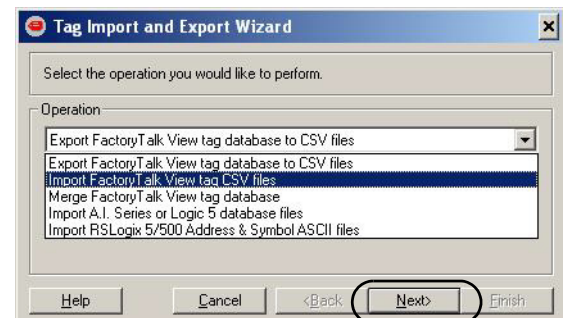 Tag Import and Export Wizard
Select the operation you would like to perform.
Operation
Export FactoryTalk View tag database to CSV files
Export FactoryTalk View tag database to CSV files
Import FactoryTalk View tag CSV files
Merge FactoryTalk View tag database
Import A.I. Series or Logic 5 database files
Import RSLogix 5/500 Address & Symbol ASCII files
Help Cancel <Back Next> Finish